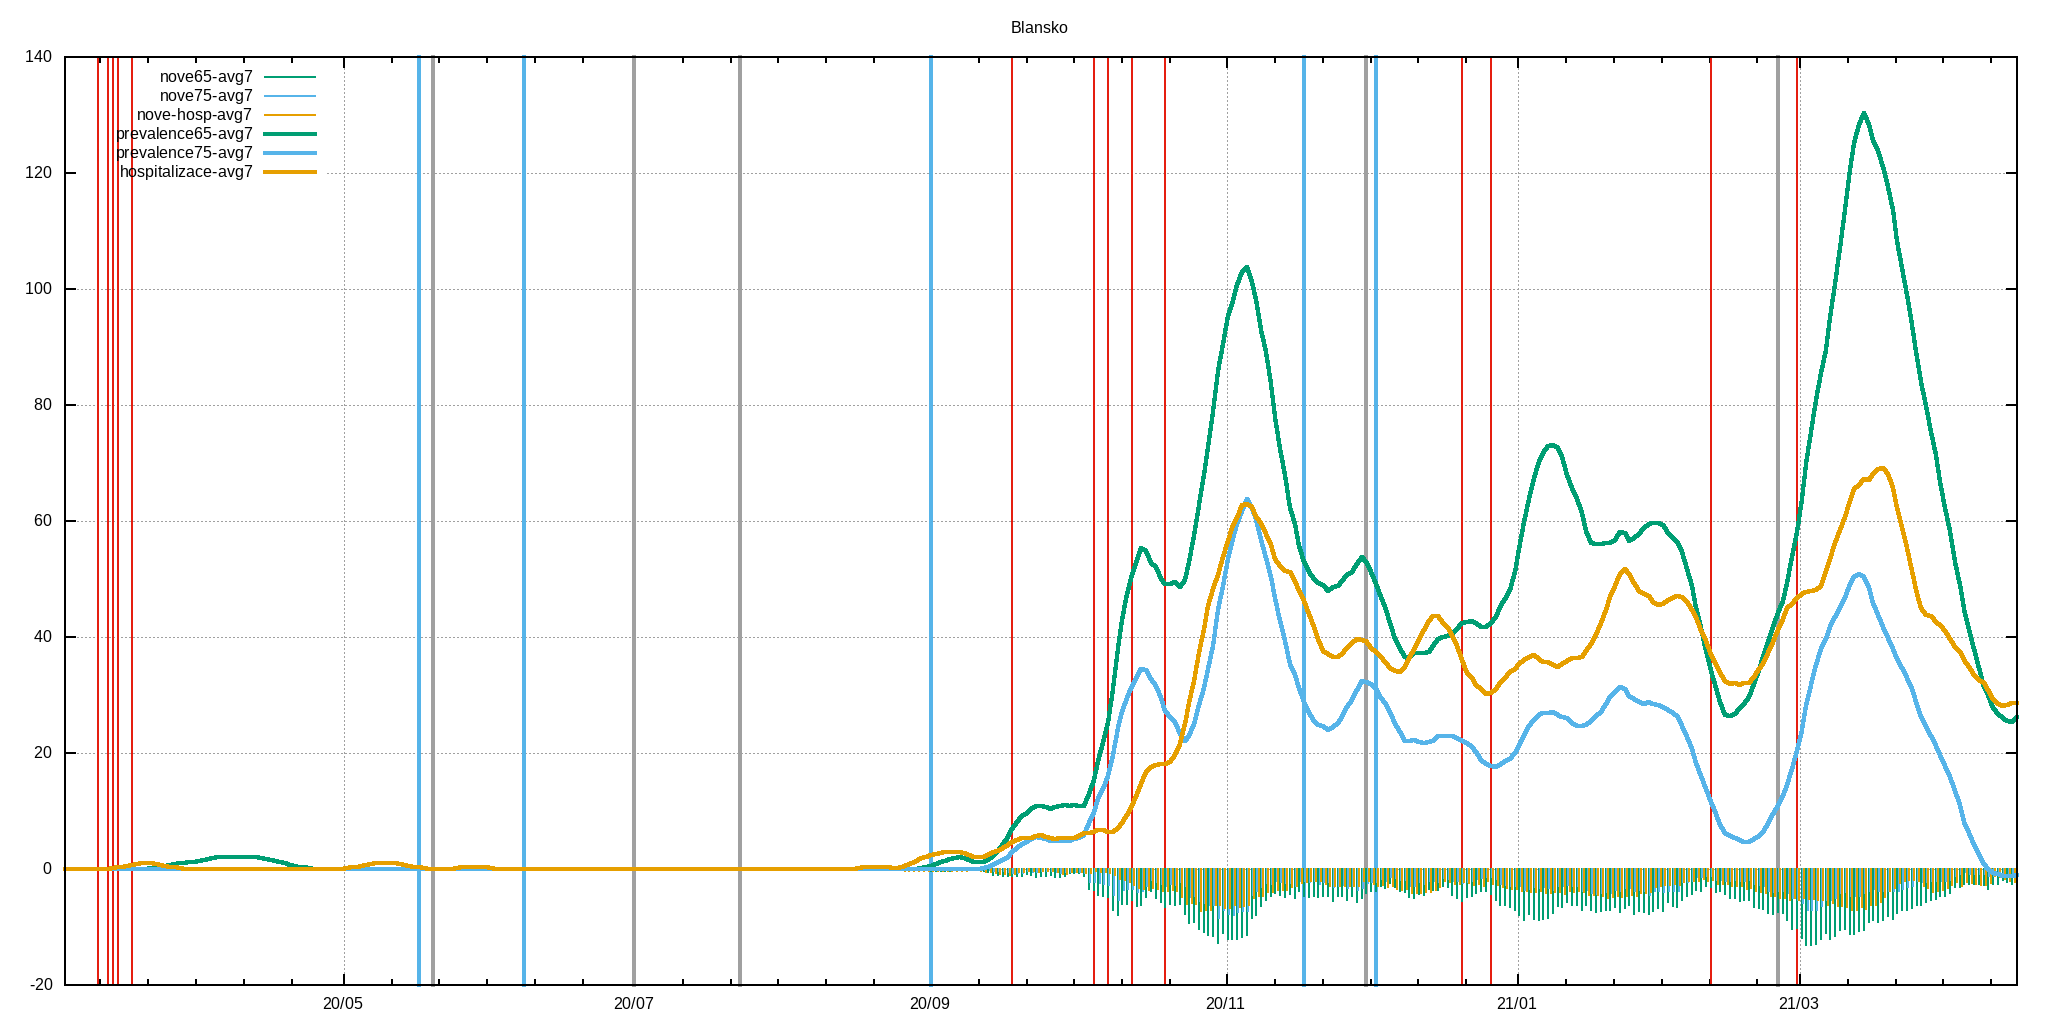 Blansko
140
120
100
80
60
40
20
0
-20
nove65-avg7
nove75-avg7
nove-hosp-avg7
prevalence65-avg7
prevalence75-avg7
hospitalizace-avg7
20/05 20/07 20/09 20/11 21/01 21/03